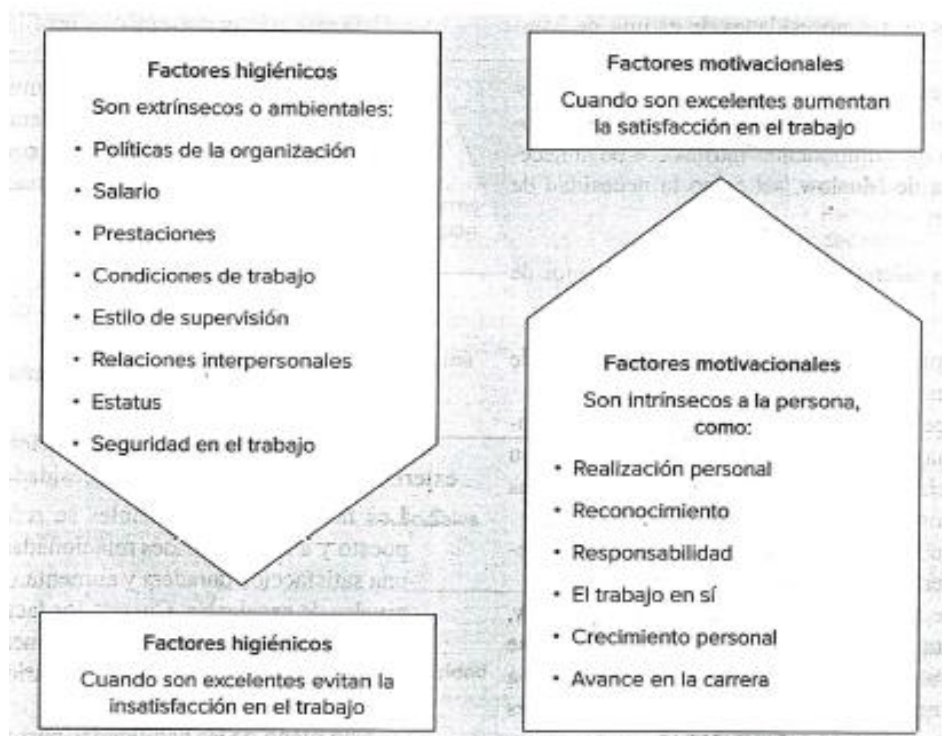 Factores higiénicos
Son extrínsecos o ambientales:
• Políticas de la organización
• Salario
• Prestaciones
• Condiciones de trabajo
• Estilo de supervisión
• Relaciones interpersonales
• Estatus
• Seguridad en el trabajo
Factores higiénicos
Cuando son excelentes evitan la
insatisfacción en el trabajo
Factores motivacionales
Cuando son excelentes aumentan
la satisfacción en el trabajo
Factores motivacionales
Son intrínsecos a la persona,
como:
• Realización personal
• Reconocimiento
• Responsabilidad
• El trabajo en sí
• Crecimiento personal
• Avance en la carrera